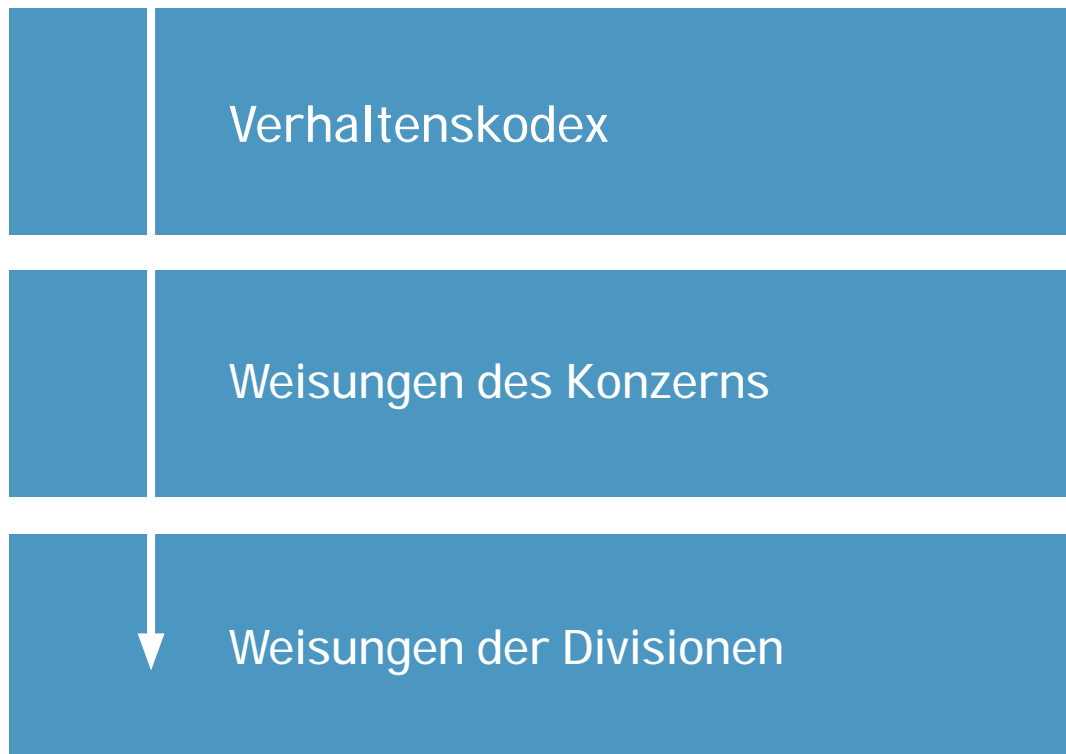 Verhaltenskodex
Weisungen des Konzerns
Weisungen der Divisionen